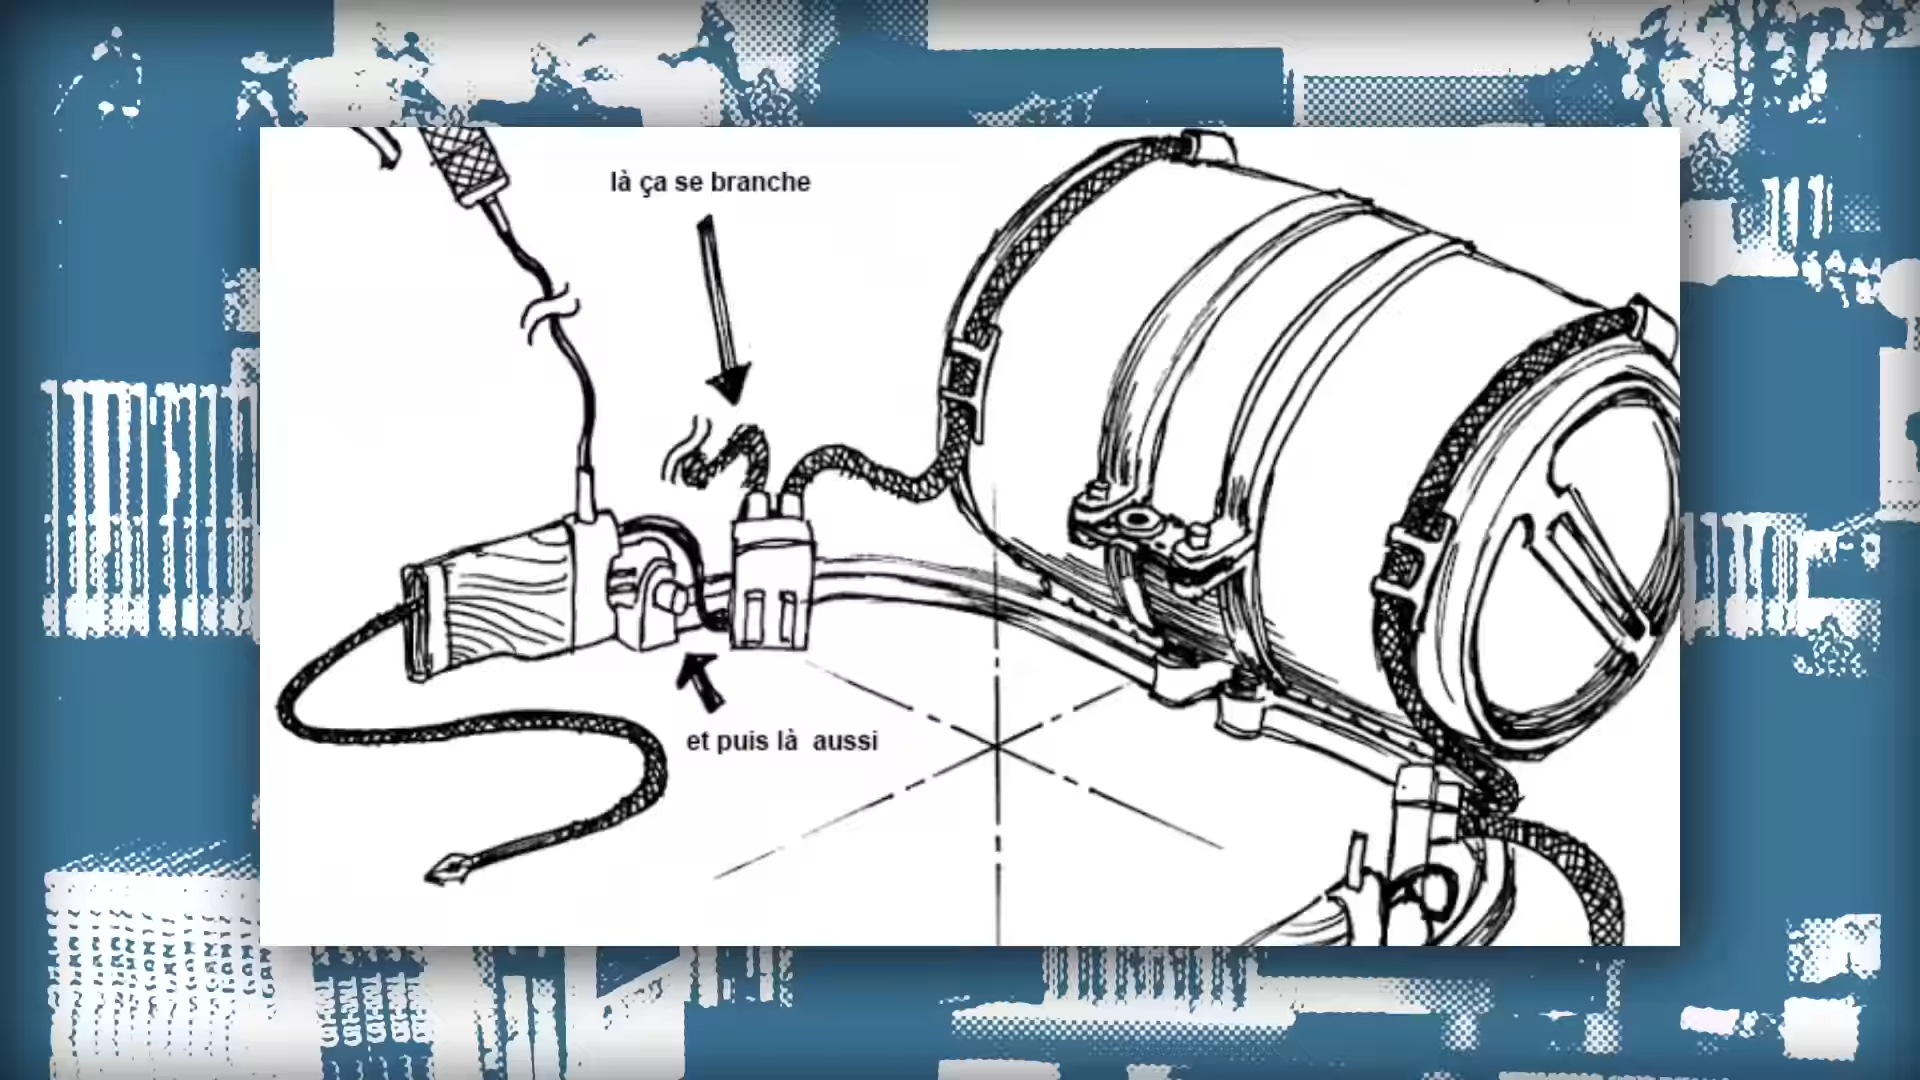 là ça se branche
et puis là aussi